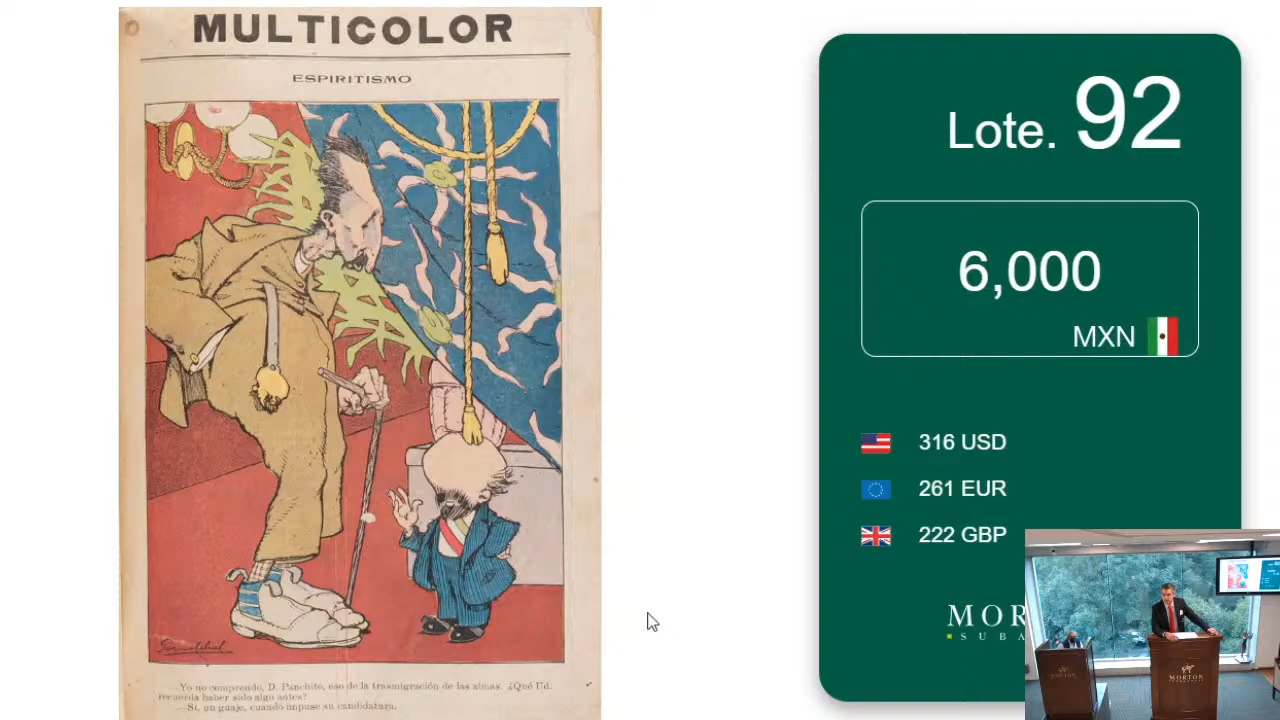 MULTICOLOR
ESPIRITISMO
—Yo no comprendo, D. Panchito, eso de la trasmigración de las almas. ¿Qué Ud.
recuerda haber sido algo antes?
—Sí, un guaje, cuando impuse su candidatura.
Lote. 92
6,000
MXN
316 USD
261 EUR
222 GBP
MOR
SUBA
MORTON